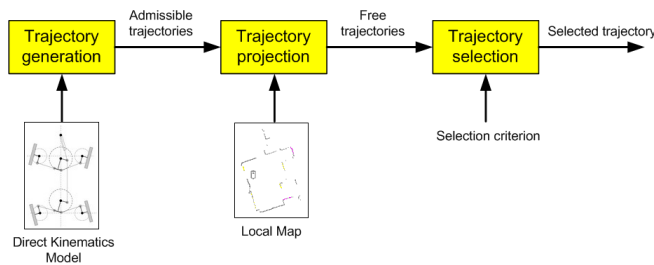 Trajectory
generation
Admissible
trajectories
Trajectory
projection
Free
trajectories
Trajectory
selection
Selected trajectory
Direct Kinematics
Model
Local Map
Selection criterion